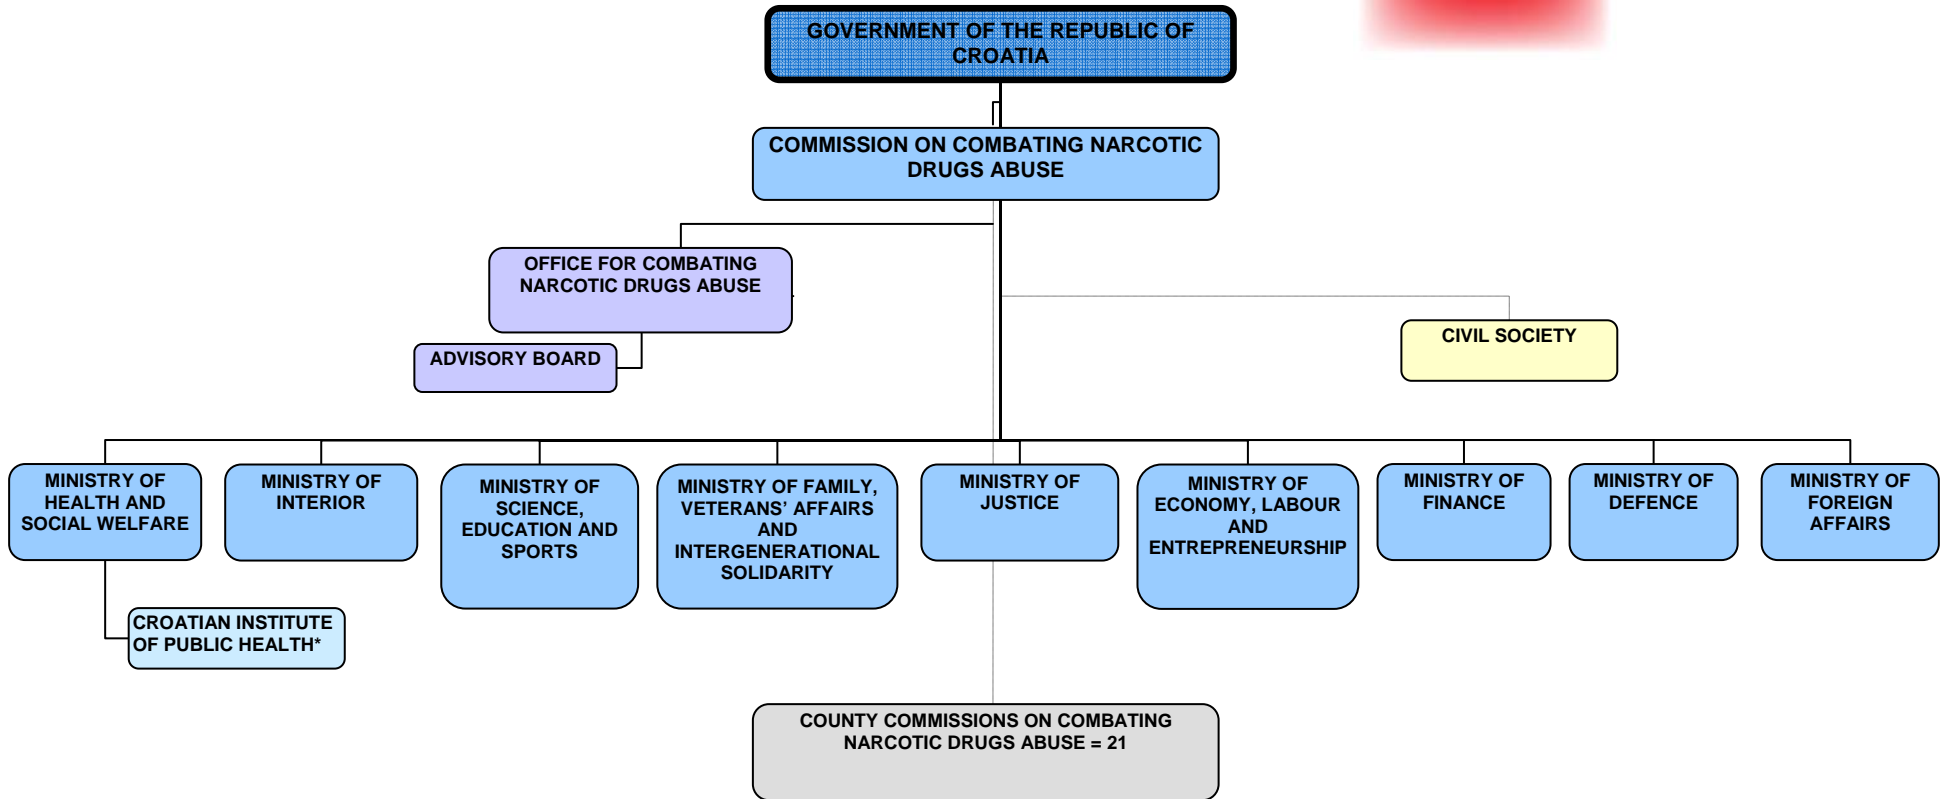 GOVERNMENT OF THE REPUBLIC OF
CROATIA
COMMISSION ON COMBATING NARCOTIC
DRUGS ABUSE
OFFICE FOR COMBATING
NARCOTIC DRUGS ABUSE
ADVISORY BOARD
CIVIL SOCIETY
MINISTRY OF
HEALTH AND
SOCIAL WELFARE
MINISTRY OF
INTERIOR
MINISTRY OF
SCIENCE,
EDUCATION AND
SPORTS
MINISTRY OF FAMILY,
VETERANS’ AFFAIRS
AND
INTERGENERATIONAL
SOLIDARITY
MINISTRY OF
JUSTICE
MINISTRY OF
ECONOMY, LABOUR
AND
ENTREPRENEURSHIP
MINISTRY OF
FINANCE
MINISTRY OF
DEFENCE
MINISTRY OF
FOREIGN
AFFAIRS
CROATIAN INSTITUTE
OF PUBLIC HEALTH*
COUNTY COMMISSIONS ON COMBATING
NARCOTIC DRUGS ABUSE = 21